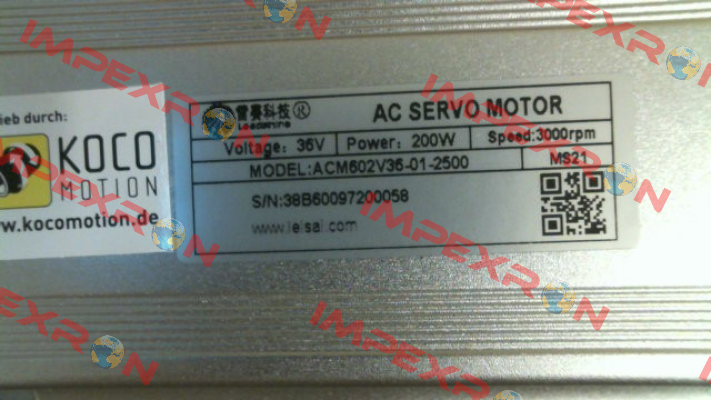 IMPEXRON
IMPEXRON
ieb durch:
KOCO
MOTION
w.kocomotion.de
雷赛科技 R
Leadshine
AC SERVO MOTOR
Voltage: 36V
Power: 200W
Speed:3000rpm
MODEL:ACM602V36-01-2500
MS21
S/N:38B60097200058
www.leisai.com
IMPEXRON
IMPEXRON
IMPEXRON
IMPEXRON